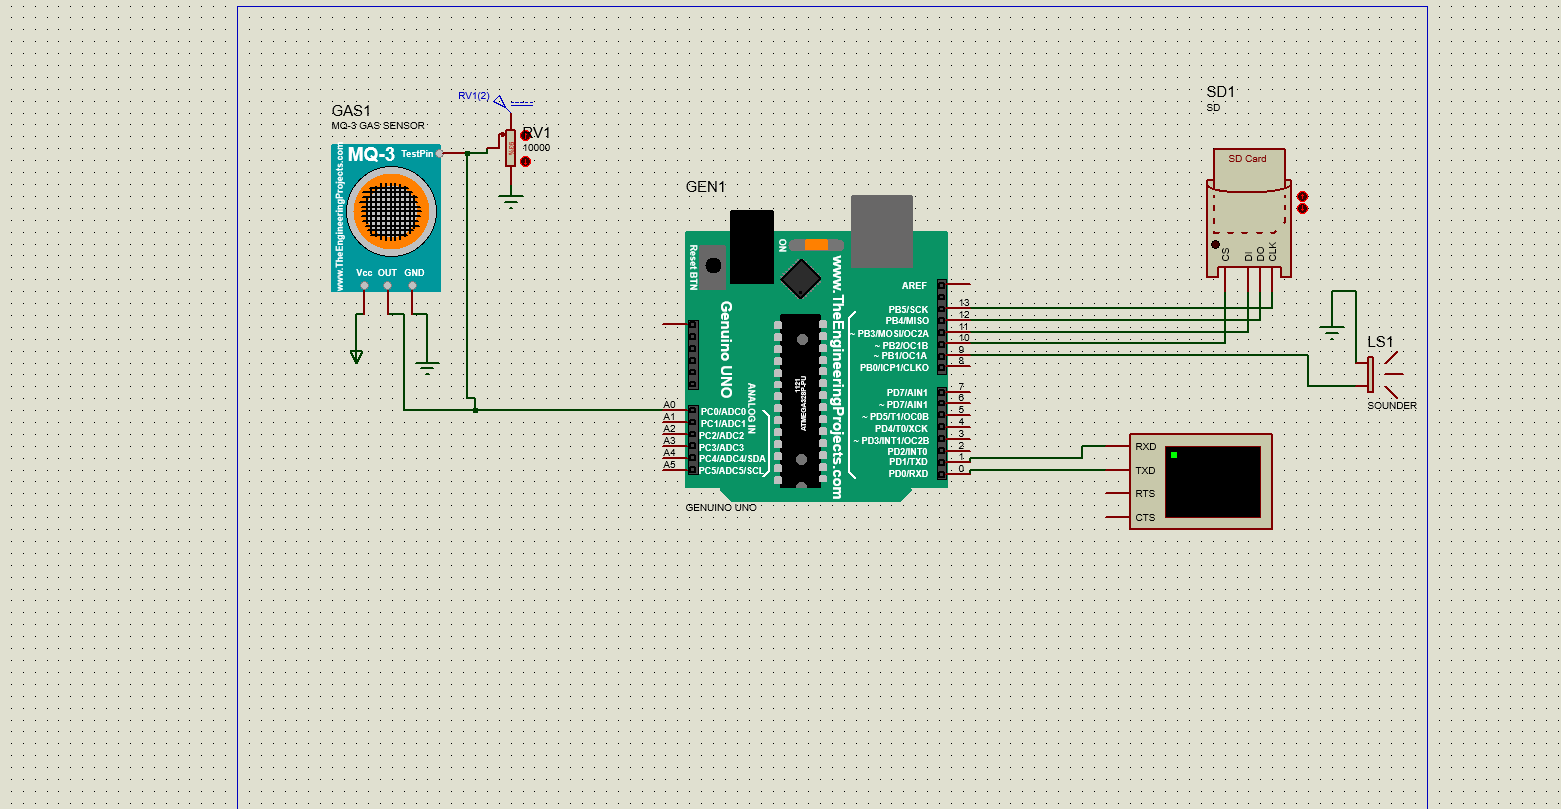 RV1(2)
GAS1
MQ-3 GAS SENSOR
MQ-3
TestPin
www.TheEngineeringProjects.com
Vcc OUT GND
RV1
10000
GEN1
Reset BTN
ON
Genuino UNO
ANALOG IN
1121
ATMEGA328P-PU
www.TheEngineeringProjects.com
AREF
PB5/SCK 13
PB4/MISO 12
~ PB3/MOSI/OC2A 11
~ PB2/OC1B 10
~ PB1/OC1A 9
PB0/ICP1/CLKO 8
PD7/AIN1 7
~ PD7/AIN1 6
~ PD5/T1/OC0B 5
PD4/T0/XCK 4
~ PD3/INT1/OC2B 3
PD2/INT0 2
PD1/TXD 1
PD0/RXD 0
A0 PC0/ADC0
A1 PC1/ADC1
A2 PC2/ADC2
A3 PC3/ADC3
A4 PC4/ADC4/SDA
A5 PC5/ADC5/SCL
GENUINO UNO
SD1
SD
SD Card
CS
DI
DO
CLK
LS1
SOUNDER
RXD
TXD
RTS
CTS